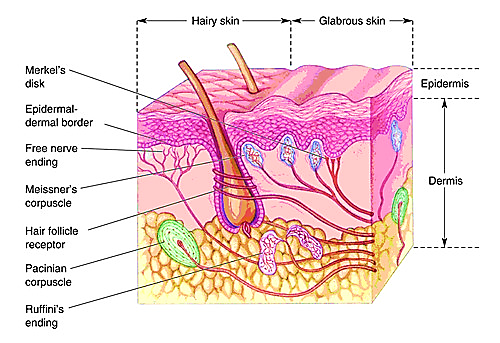 Hairy skin
Glabrous skin
Merkel's
disk
Epidermal-
dermal border
Free nerve
ending
Meissner's
corpuscle
Hair follicle
receptor
Pacinian
corpuscle
Ruffini's
ending
Epidermis
Dermis